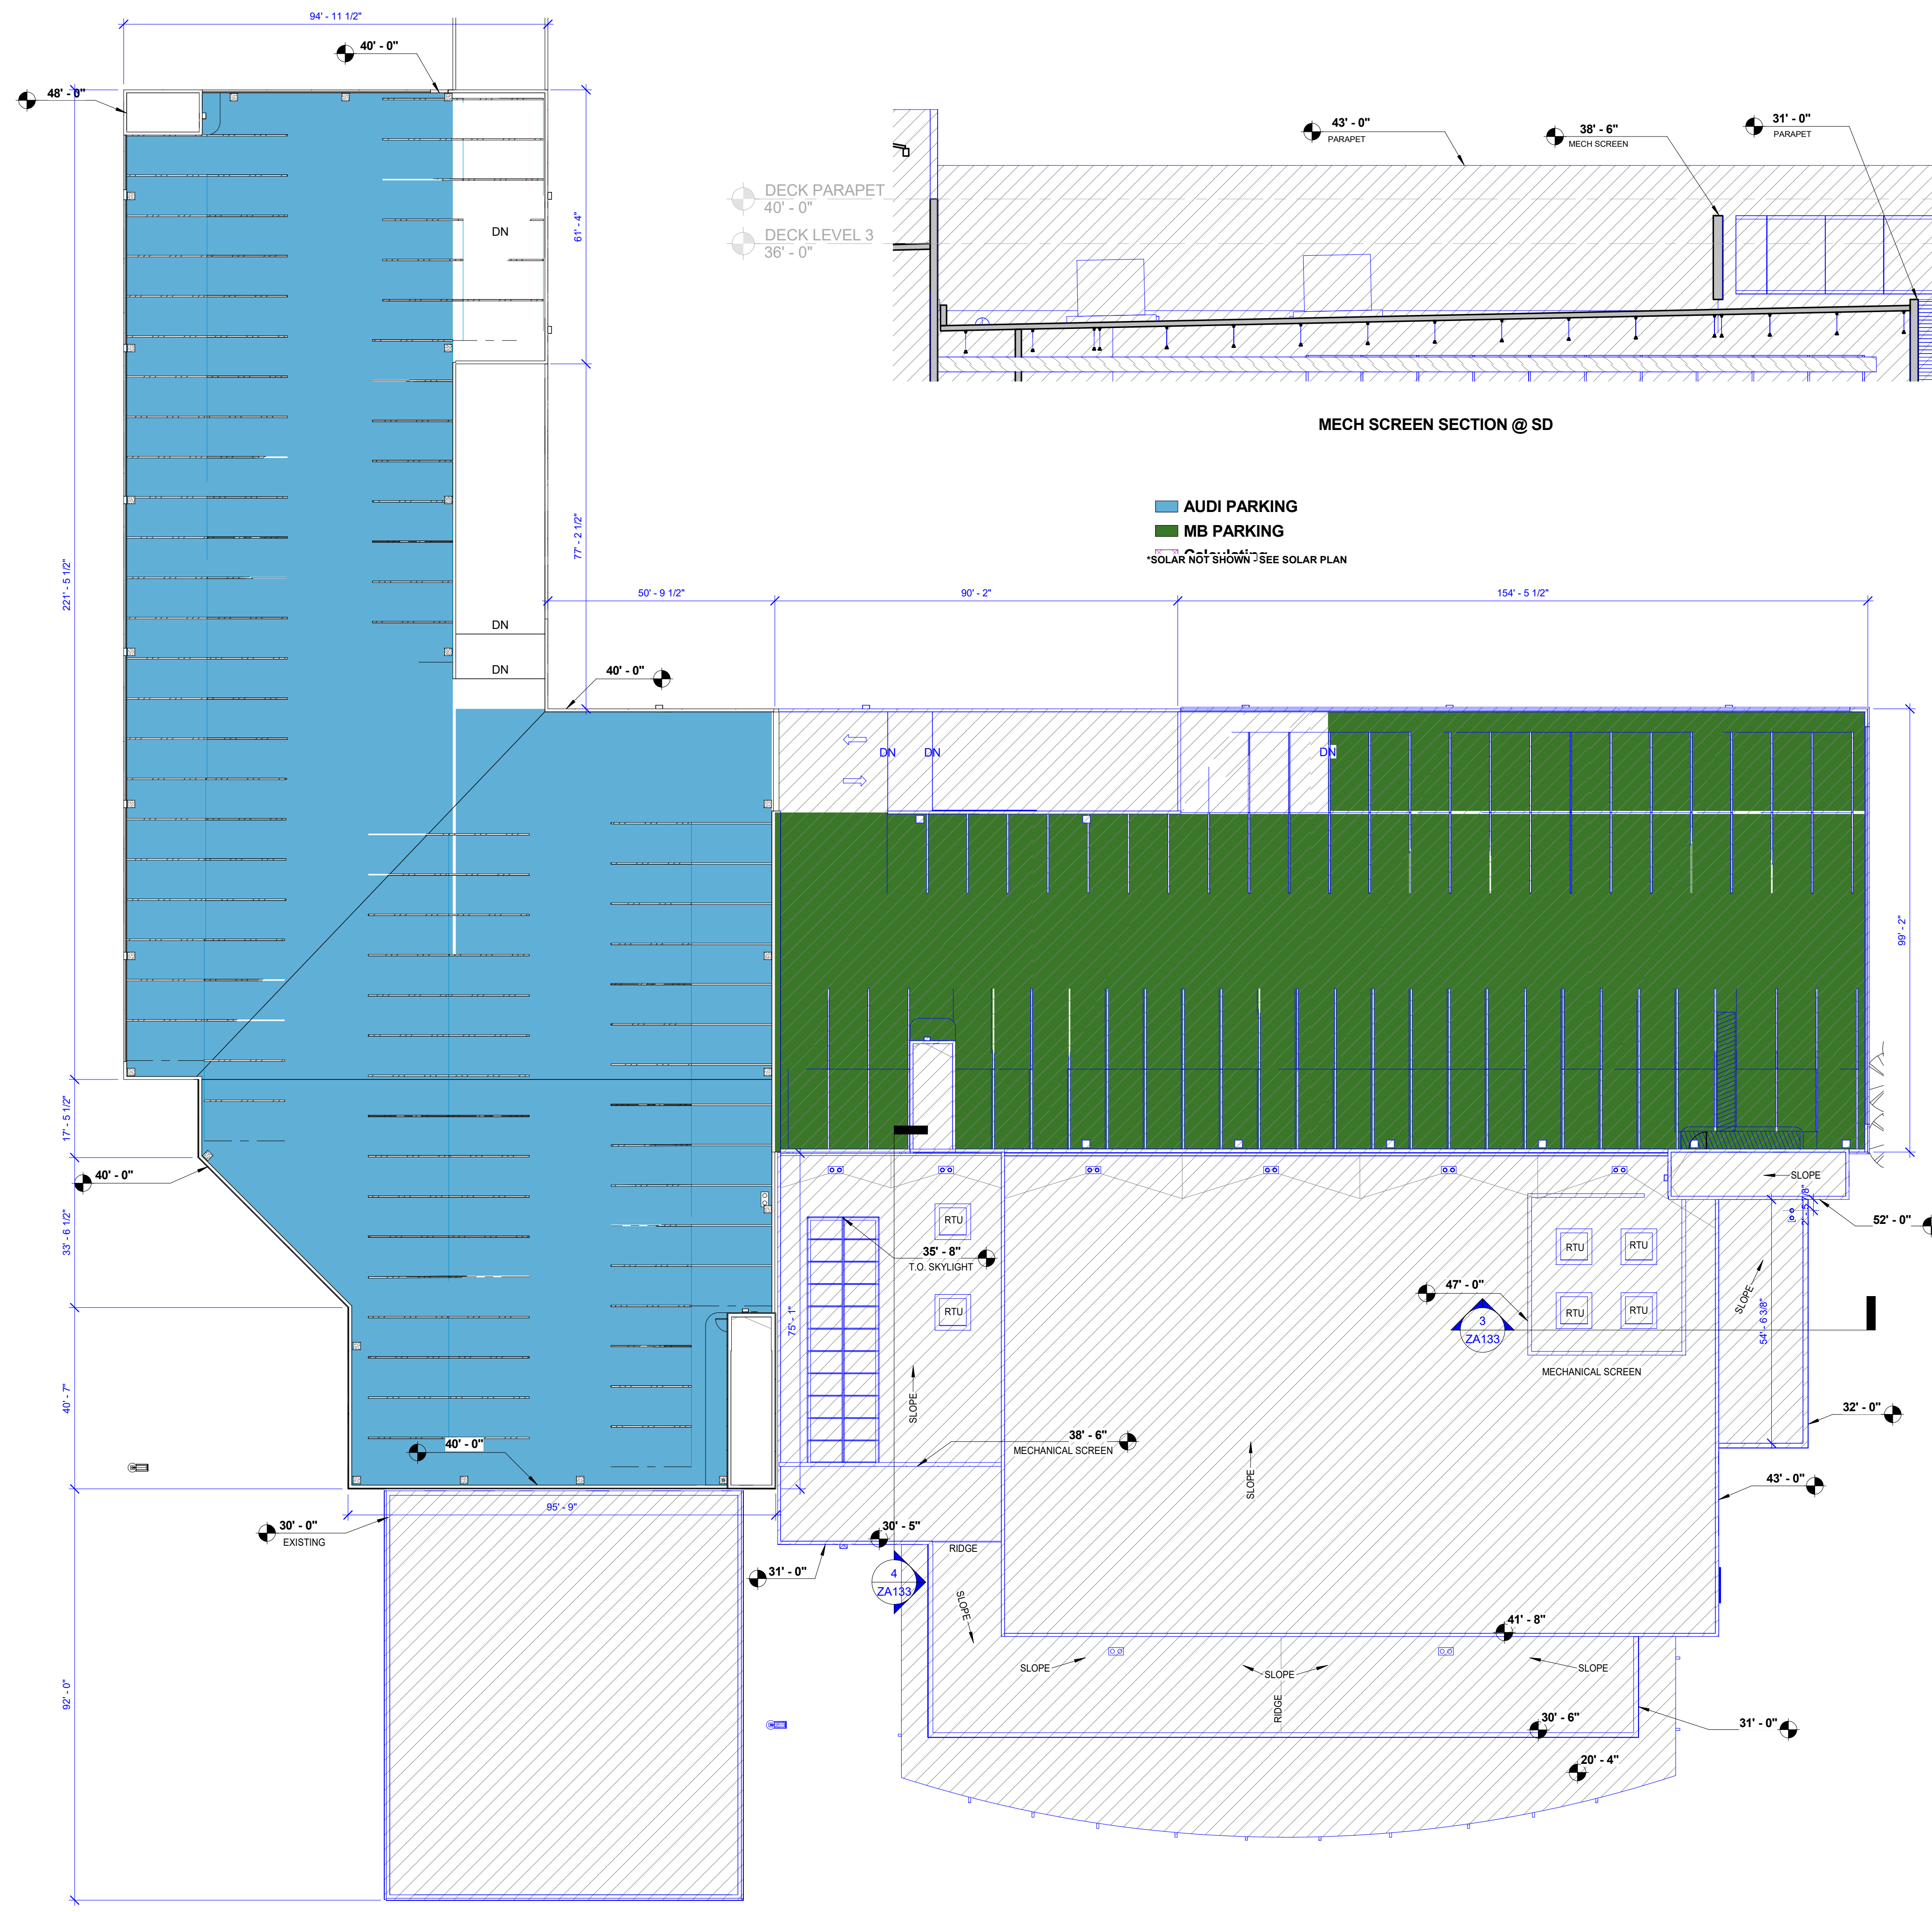 94' - 11 1/2"
40' - 0"
48' - 0"
43' - 0"
PARAPET
38' - 6"
MECH SCREEN
31' - 0"
PARAPET
DECK PARAPET
40' - 0"
DECK LEVEL 3
36' - 0"
DN
61' - 4"
MECH SCREEN SECTION @ SD
AUDI PARKING
MB PARKING
Calculating
*SOLAR NOT SHOWN - SEE SOLAR PLAN
221' - 5 1/2"
77' - 2 1/2"
50' - 9 1/2"
90' - 2"
154' - 5 1/2"
DN
DN
40' - 0"
DN
DN
DN
99' - 2"
17' - 5 1/2"
40' - 0"
33' - 6 1/2"
SLOPE
2' - 5 7/8"
52' - 0"
RTU
35' - 8"
T.O. SKYLIGHT
RTU
RTU
RTU
47' - 0"
SLOPE
RTU
RTU
RTU
75' - 1"
3
ZA133
54' - 6 3/8"
MECHANICAL SCREEN
40' - 7"
SLOPE
32' - 0"
40' - 0"
38' - 6"
MECHANICAL SCREEN
SLOPE
43' - 0"
95' - 9"
30' - 0"
EXISTING
30' - 5"
RIDGE
31' - 0"
4
ZA133
SLOPE
41' - 8"
SLOPE
SLOPE
SLOPE
RIDGE
92' - 0"
30' - 6"
31' - 0"
20' - 4"